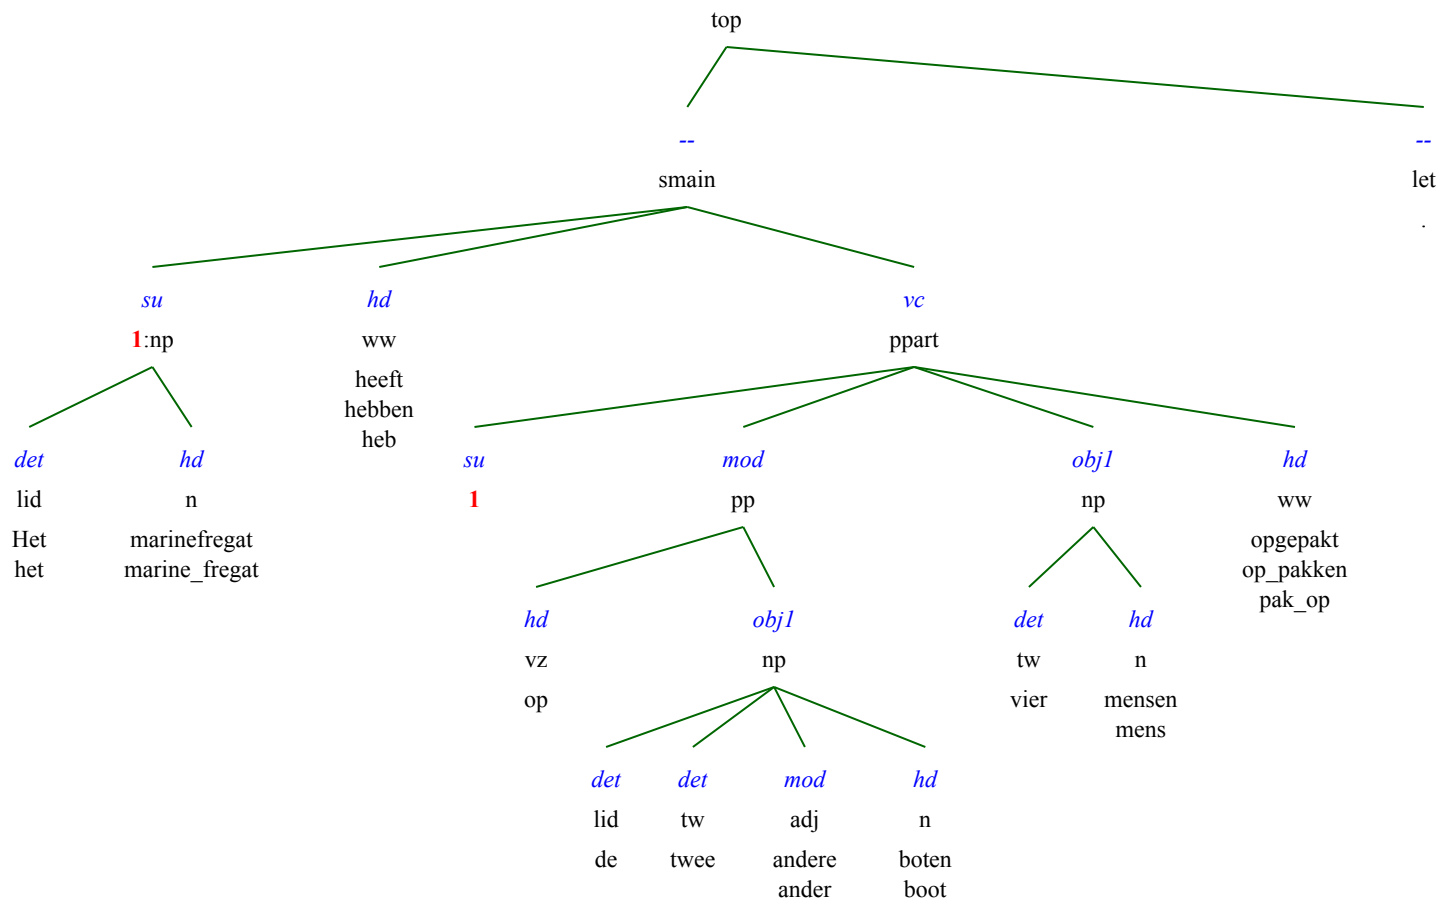 top
-- --
smain let
.
su hd vc
1:np ww ppart
heeft
hebben
heb
det hd su mod obj1 hd
lid n 1 pp np ww
Het marinefregat opgepakt
het marine_fregat op_pakken
pak_op
hd obj1 det hd
vz np tw n
op vier mensen
mens
det det mod hd
lid tw adj n
de twee andere boten
ander boot